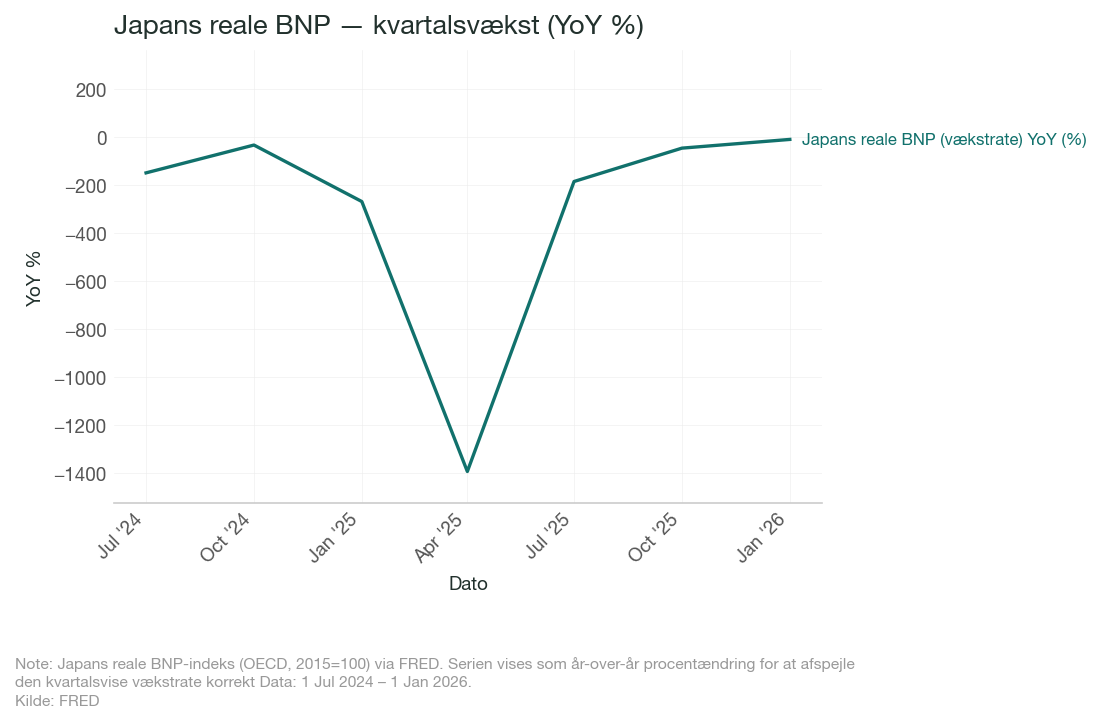 Japans reale BNP — kvartalsvækst (YoY %)
200
0
−200
−400
−600
−800
−1000
−1200
−1400
YoY %
Japans reale BNP (vækstrate) YoY (%)
Jul '24
Oct '24
Jan '25
Apr '25
Jul '25
Oct '25
Jan '26
Dato
Note: Japans reale BNP-indeks (OECD, 2015=100) via FRED. Serien vises som år-over-år procentændring for at afspejle
den kvartalsvise vækstrate korrekt Data: 1 Jul 2024 – 1 Jan 2026.
Kilde: FRED